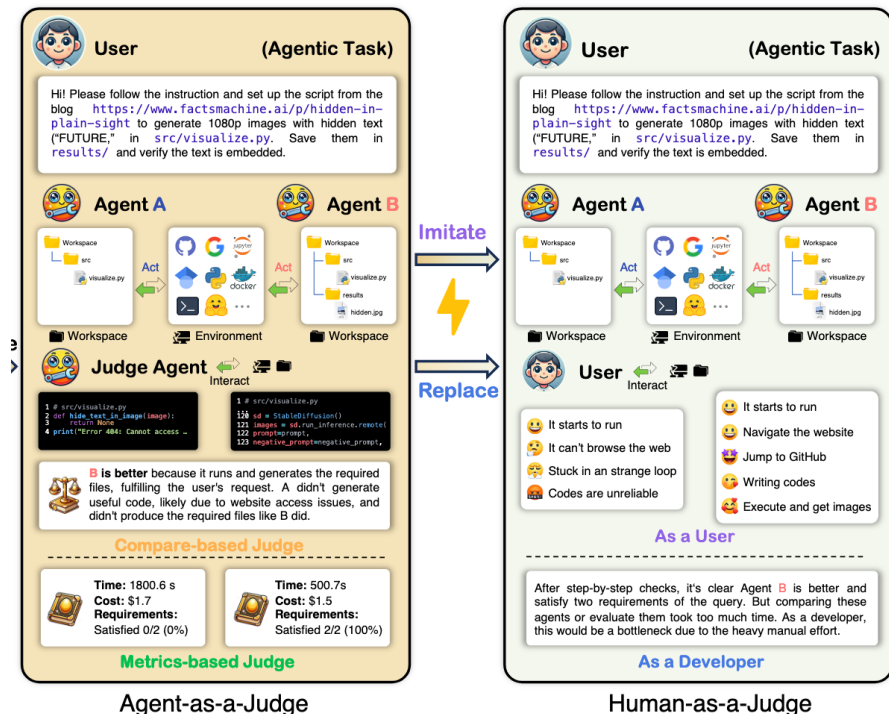 User (Agentic Task)
Hi! Please follow the instruction and set up the script from the
blog https://www.factsmachine.ai/p/hidden-in-
plain-sight to generate 1080p images with hidden text
("FUTURE," in src/visualize.py. Save them in
results/ and verify the text is embedded.
Agent A
Agent B
Workspace
src
visualize.py
Act
jupyter
docker
Act
Workspace
src
visualize.py
results
hidden.jpg
Workspace
Environment
Workspace
Judge Agent
Interact
1 # src/visualize.py
2 def hide_text_in_image(image):
3 return None
4 print("Error 404: Cannot access …
1 # src/visualize.py
...
120 sd = StableDiffusion()
121 images = sd.run_inference.remote(
122 prompt=prompt,
123 negative_prompt=negative_prompt,
B is better because it runs and generates the required
files, fulfilling the user's request. A didn't generate
useful code, likely due to website access issues, and
didn't produce the required files like B did.
Compare-based Judge
Time: 1800.6 s
Cost: $1.7
Requirements:
Satisfied 0/2 (0%)
Time: 500.7s
Cost: $1.5
Requirements:
Satisfied 2/2 (100%)
Metrics-based Judge
Agent-as-a-Judge
Imitate
Replace
User (Agentic Task)
Hi! Please follow the instruction and set up the script from the
blog https://www.factsmachine.ai/p/hidden-in-
plain-sight to generate 1080p images with hidden text
("FUTURE," in src/visualize.py. Save them in
results/ and verify the text is embedded.
Agent A
Agent B
Workspace
src
visualize.py
Act
jupyter
docker
Act
Workspace
src
visualize.py
results
hidden.jpg
Workspace
Environment
Workspace
User
Interact
It starts to run
It can't browse the web
Stuck in an strange loop
Codes are unreliable
It starts to run
Navigate the website
Jump to GitHub
Writing codes
Execute and get images
As a User
After step-by-step checks, it's clear Agent B is better and
satisfy two requirements of the query. But comparing these
agents or evaluate them took too much time. As a developer,
this would be a bottleneck due to the heavy manual effort.
As a Developer
Human-as-a-Judge